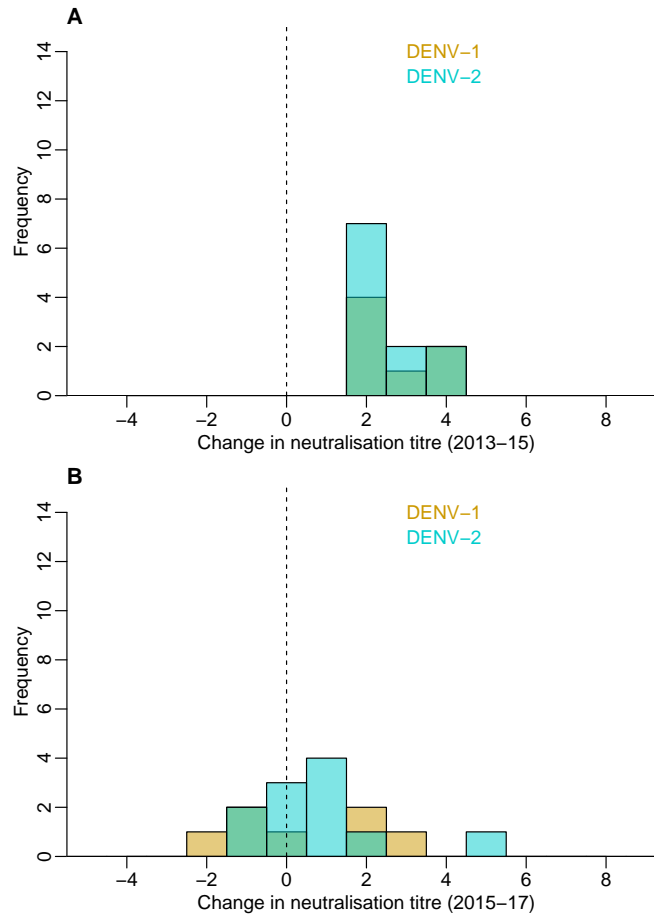 A
DENV−1
DENV−2
Frequency
0 2 4 6 8 10 12 14
−4 −2 0 2 4 6 8
Change in neutralisation titre (2013−15)
B
DENV−1
DENV−2
Frequency
0 2 4 6 8 10 12 14
−4 −2 0 2 4 6 8
Change in neutralisation titre (2015−17)